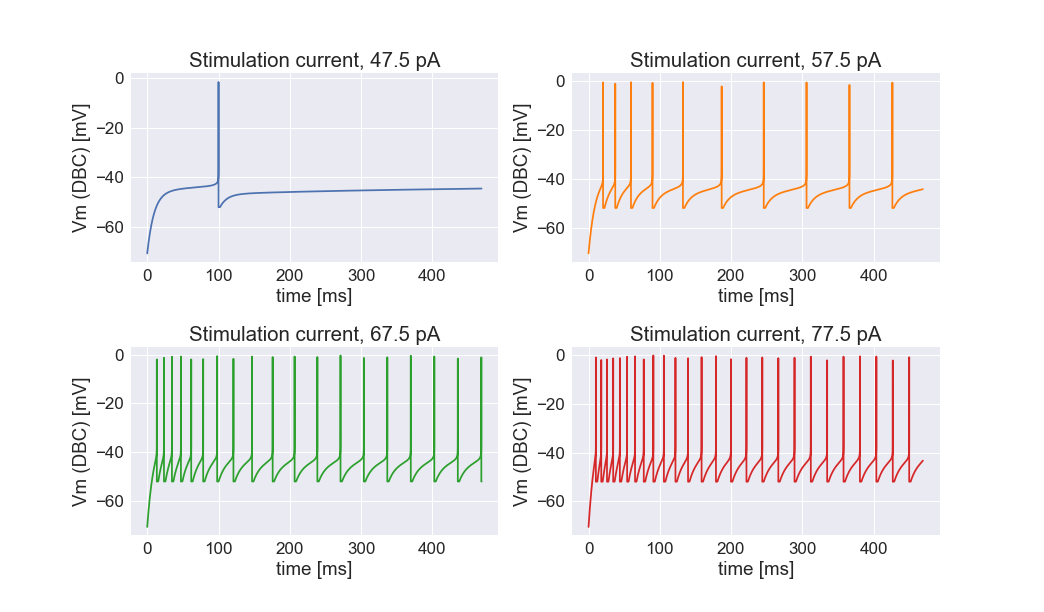 Stimulation current, 47.5 pA
Vm (DBC) [mV]
0
−20
−40
−60
0 100 200 300 400
time [ms]
Stimulation current, 57.5 pA
Vm (DBC) [mV]
0
−20
−40
−60
0 100 200 300 400
time [ms]
Stimulation current, 67.5 pA
Vm (DBC) [mV]
0
−20
−40
−60
0 100 200 300 400
time [ms]
Stimulation current, 77.5 pA
Vm (DBC) [mV]
0
−20
−40
−60
0 100 200 300 400
time [ms]